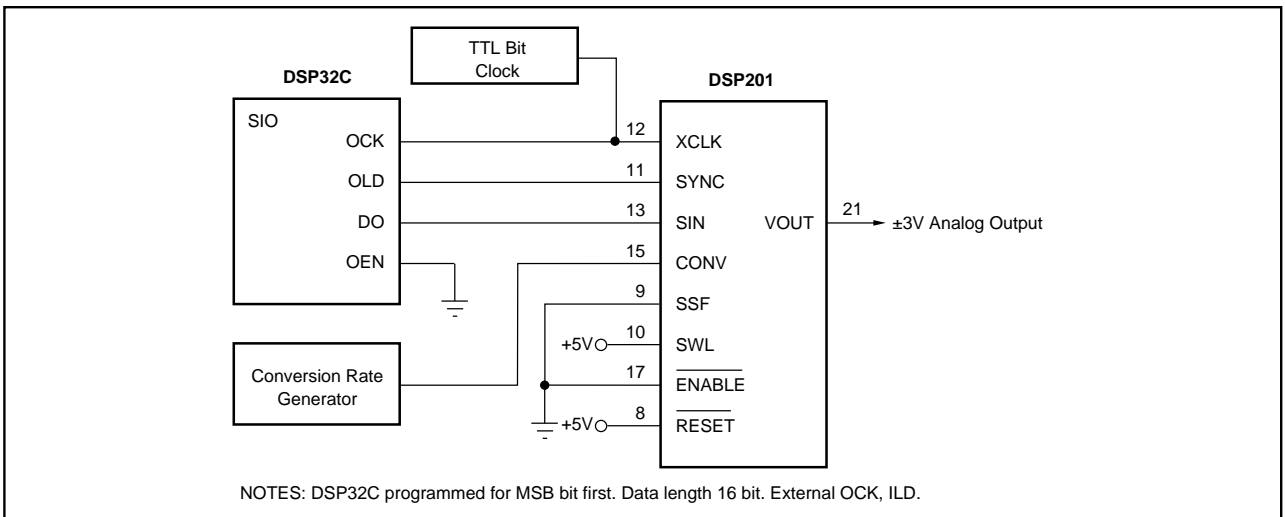 TTL Bit
Clock
DSP32C
DSP201
SIO
OCK
12
XCLK
OLD
11
SYNC
DO
13
SIN
VOUT
21
±3V Analog Output
OEN
15
CONV
9
SSF
+5V
10
SWL
Conversion Rate
Generator
17
ENABLE
+5V
8
RESET
NOTES: DSP32C programmed for MSB bit first. Data length 16 bit. External OCK, ILD.